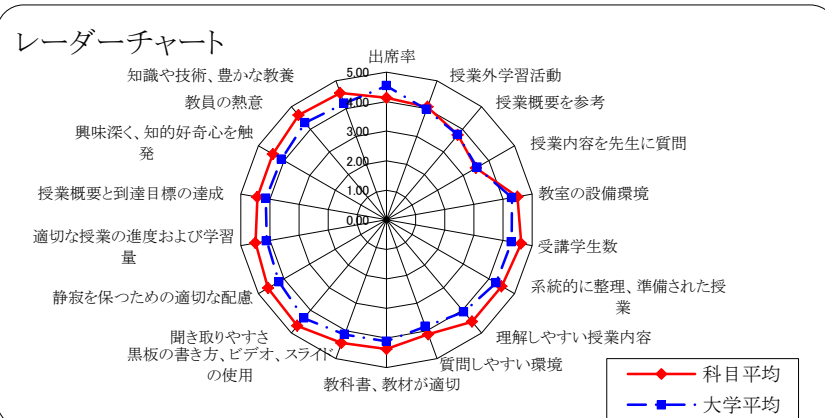 レーダーチャート
出席率
授業外学習活動
授業概要を参考
授業内容を先生に質問
教室の設備環境
受講学生数
系統的に整理、準備された授
業
理解しやすい授業内容
質問しやすい環境
教科書、教材が適切
黒板の書き方、ビデオ、スライド
の使用
聞き取りやすさ
静寂を保つための適切な配慮
適切な授業の進度および学習
量
授業概要と到達目標の達成
興味深く、知的好奇心を触
発
教員の熱意
知識や技術、豊かな教養
5.00
4.00
3.00
2.00
1.00
0.00
科目平均
大学平均